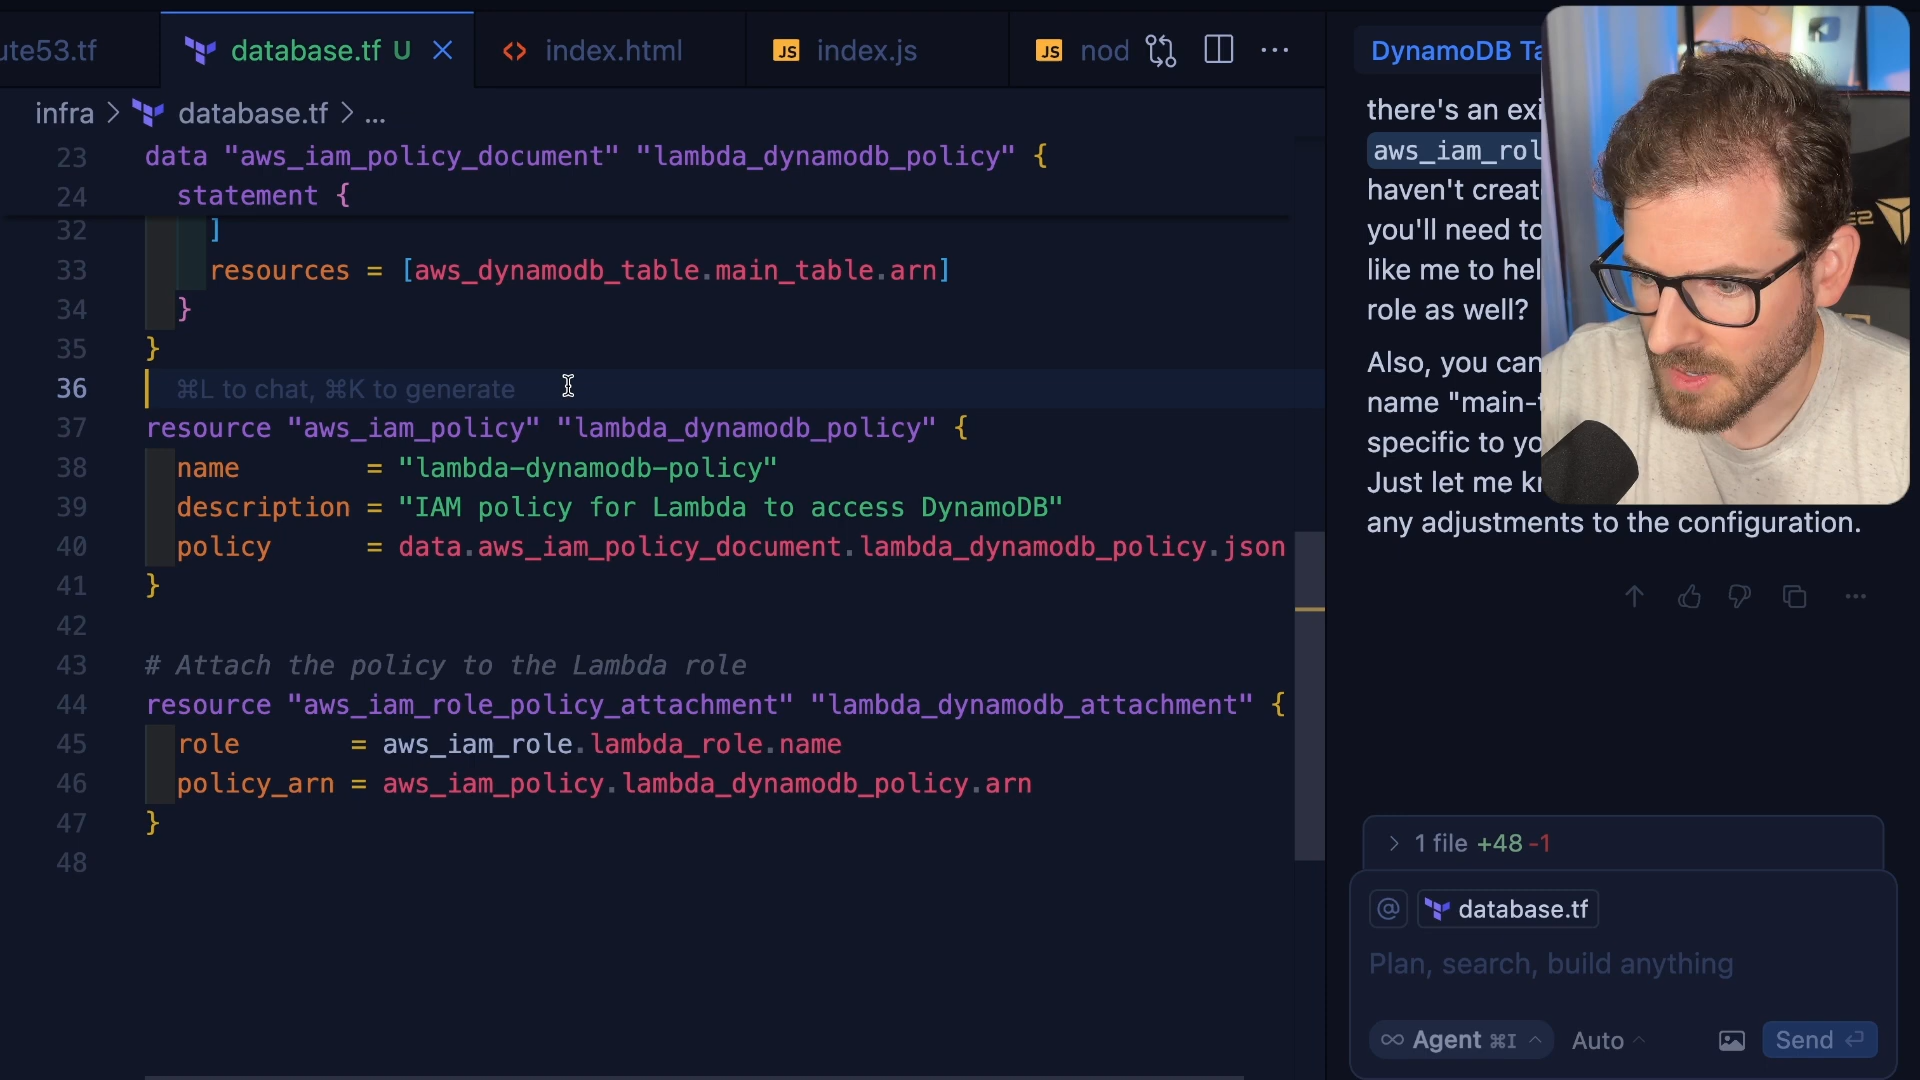 ute53.tf
database.tf U
index.html
JS index.js
JS nod
infra > database.tf > ...
23 data "aws_iam_policy_document" "lambda_dynamodb_policy" {
24 statement {
32 ]
33 resources = [aws_dynamodb_table.main_table.arn]
34 }
35 }
36 ⌘L to chat, ⌘K to generate
37 resource "aws_iam_policy" "lambda_dynamodb_policy" {
38 name = "lambda-dynamodb-policy"
39 description = "IAM policy for Lambda to access DynamoDB"
40 policy = data.aws_iam_policy_document.lambda_dynamodb_policy.json
41 }
42
43 # Attach the policy to the Lambda role
44 resource "aws_iam_role_policy_attachment" "lambda_dynamodb_attachment" {
45 role = aws_iam_role.lambda_role.name
46 policy_arn = aws_iam_policy.lambda_dynamodb_policy.arn
47 }
48
DynamoDB Ta
there's an exi
aws_iam_rol
haven't creat
you'll need to
like me to hel
role as well?
Also, you can
name "main-t
specific to yo
Just let me kn
any adjustments to the configuration.
1 file +48 -1
@ database.tf
Plan, search, build anything
Agent ⌘I
Auto
Send